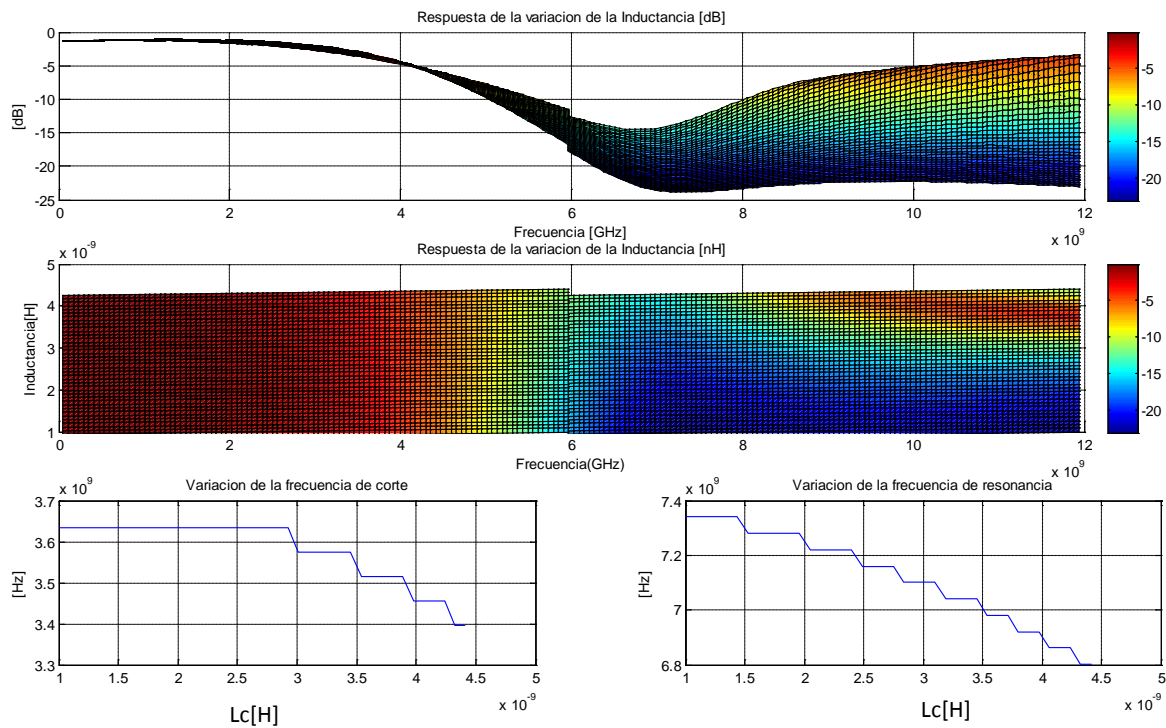 Respuesta de la variacion de la Inductancia [dB]
0
-5
-10
-15
-20
-25
[dB]
0 2 4 6 8 10 12
Frecuencia [GHz]
x 10^9
-5
-10
-15
-20
Respuesta de la variacion de la Inductancia [nH]
x 10^-9
5
4
3
2
1
Inductancia[H]
0 2 4 6 8 10 12
Frecuencia(GHz)
x 10^9
-5
-10
-15
-20
Variacion de la frecuencia de corte
x 10^9
3.7
3.6
3.5
3.4
3.3
[Hz]
1 1.5 2 2.5 3 3.5 4 4.5 5
x 10^-9
Lc[H]
Variacion de la frecuencia de resonancia
x 10^9
7.4
7.2
7
6.8
[Hz]
1 1.5 2 2.5 3 3.5 4 4.5 5
x 10^-9
Lc[H]